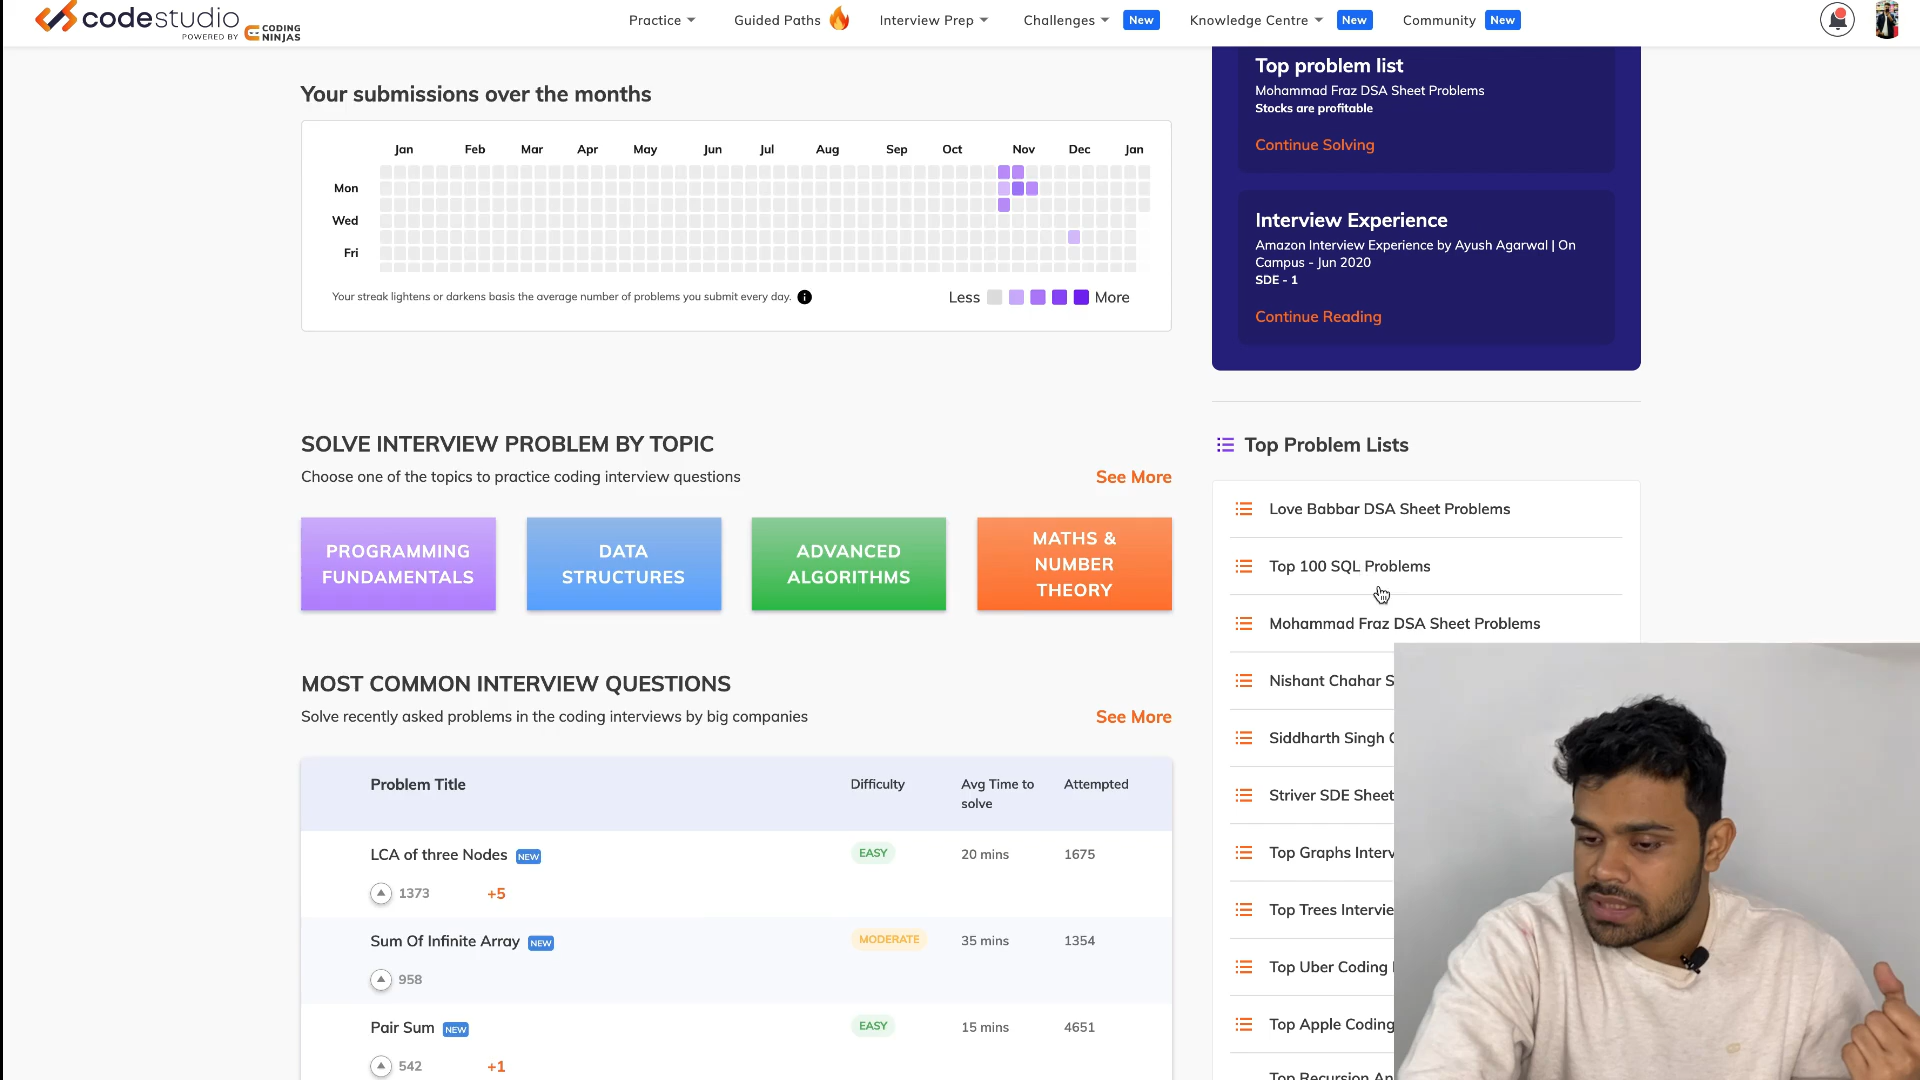 codestudio
POWERED BY CODING NINJAS
Practice
Guided Paths
Interview Prep
Challenges
New
Knowledge Centre
New
Community
New
Your submissions over the months
Jan Feb Mar Apr May Jun Jul Aug Sep Oct Nov Dec Jan
Mon
Wed
Fri
Your streak lightens or darkens basis the average number of problems you submit every day.
Less
More
Top problem list
Mohammad Fraz DSA Sheet Problems
Stocks are profitable
Continue Solving
Interview Experience
Amazon Interview Experience by Ayush Agarwal | On
Campus - Jun 2020
SDE - 1
Continue Reading
SOLVE INTERVIEW PROBLEM BY TOPIC
Choose one of the topics to practice coding interview questions
See More
PROGRAMMING
FUNDAMENTALS
DATA
STRUCTURES
ADVANCED
ALGORITHMS
MATHS &
NUMBER
THEORY
MOST COMMON INTERVIEW QUESTIONS
Solve recently asked problems in the coding interviews by big companies
See More
Problem Title
Difficulty
Avg Time to
solve
Attempted
LCA of three Nodes NEW
EASY
20 mins
1675
1373
+5
Sum Of Infinite Array NEW
MODERATE
35 mins
1354
958
Pair Sum NEW
EASY
15 mins
4651
542
+1
Top Problem Lists
Love Babbar DSA Sheet Problems
Top 100 SQL Problems
Mohammad Fraz DSA Sheet Problems
Nishant Chahar S
Siddharth Singh
Striver SDE Sheet
Top Graphs Interv
Top Trees Intervie
Top Uber Coding
Top Apple Coding
Top Recursion An